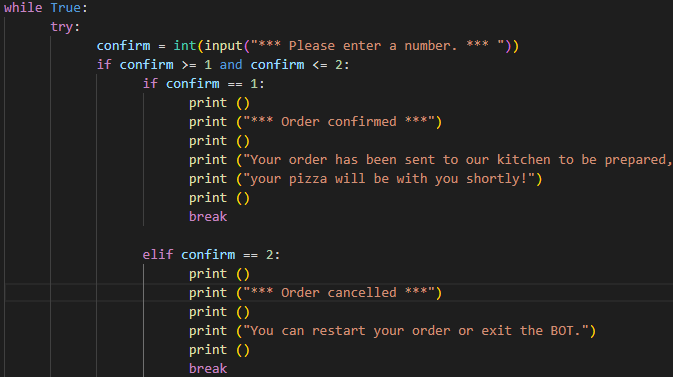 while True:
    try:
        confirm = int(input("*** Please enter a number. *** "))
        if confirm >= 1 and confirm <= 2:
            if confirm == 1:
                print ()
                print ("*** Order confirmed ***")
                print ()
                print ("Your order has been sent to our kitchen to be prepared,
                print ("your pizza will be with you shortly!")
                print ()
                break
            elif confirm == 2:
                print ()
                print ("*** Order cancelled ***")
                print ()
                print ("You can restart your order or exit the BOT.")
                print ()
                break